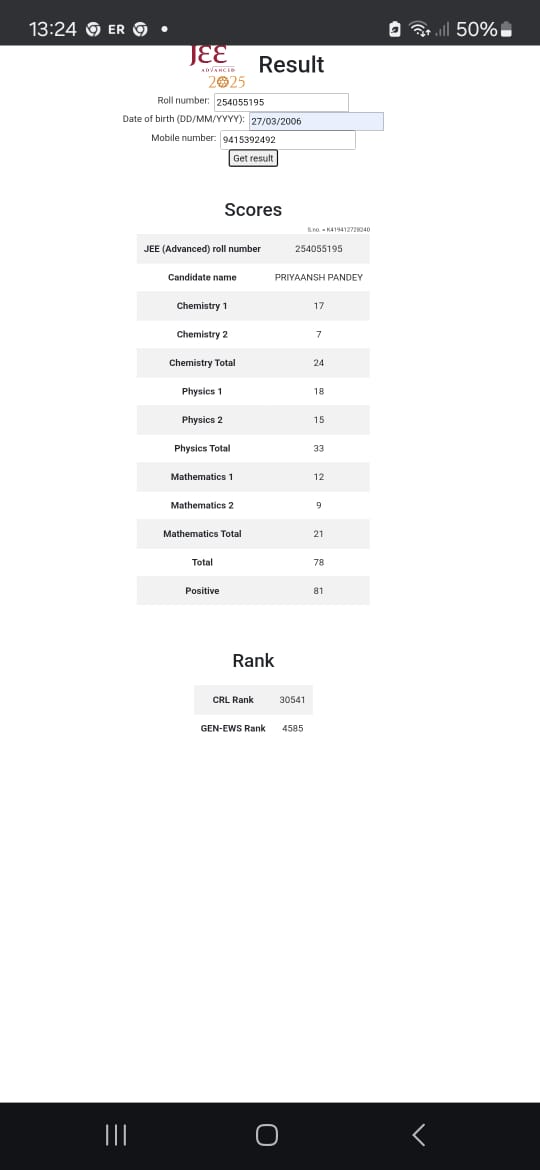 13:24 ER 50%
JEE
ADVANCED
2025
Result
Roll number: 254055195
Date of birth (DD/MM/YYYY): 27/03/2006
Mobile number: 9415392492
Get result
Scores
S.no. = K419412728240
JEE (Advanced) roll number 254055195
Candidate name PRIYAANSH PANDEY
Chemistry 1 17
Chemistry 2 7
Chemistry Total 24
Physics 1 18
Physics 2 15
Physics Total 33
Mathematics 1 12
Mathematics 2 9
Mathematics Total 21
Total 78
Positive 81
Rank
CRL Rank 30541
GEN-EWS Rank 4585